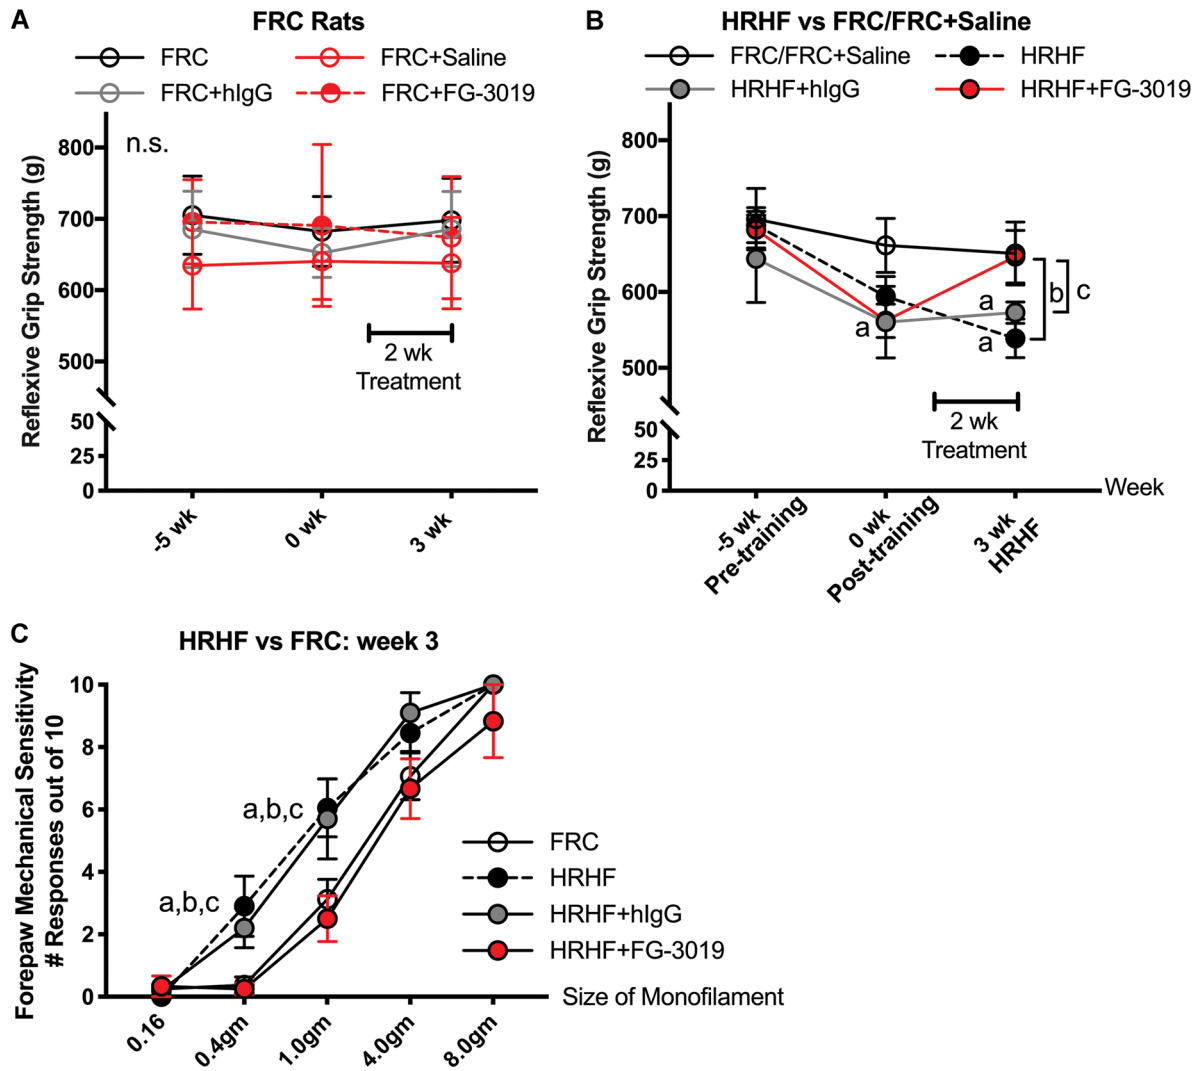 A
FRC Rats
FRC
FRC+Saline
FRC+hIgG
FRC+FG-3019
Reflexive Grip Strength (g)
n.s.
800
700
600
500
50
25
0
2 wk
Treatment
-5 wk
0 wk
3 wk
B
HRHF vs FRC/FRC+Saline
FRC/FRC+Saline
HRHF
HRHF+hIgG
HRHF+FG-3019
Reflexive Grip Strength (g)
800
700
600
500
50
25
0
a
a
a
b
c
2 wk
Treatment
Week
-5 wk
Pre-training
0 wk
Post-training
3 wk
HRHF
C
HRHF vs FRC: week 3
Forepaw Mechanical Sensitivity
# Responses out of 10
10
8
6
4
2
0
a,b,c
a,b,c
FRC
HRHF
HRHF+hIgG
HRHF+FG-3019
Size of Monofilament
0.16
0.4gm
1.0gm
4.0gm
8.0gm